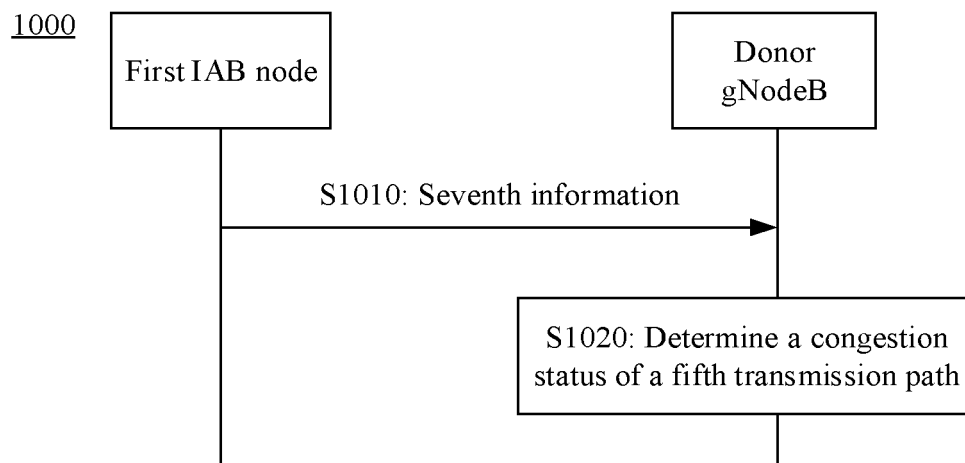 1000
First IAB node
Donor
gNodeB
S1010: Seventh information
S1020: Determine a congestion
status of a fifth transmission path